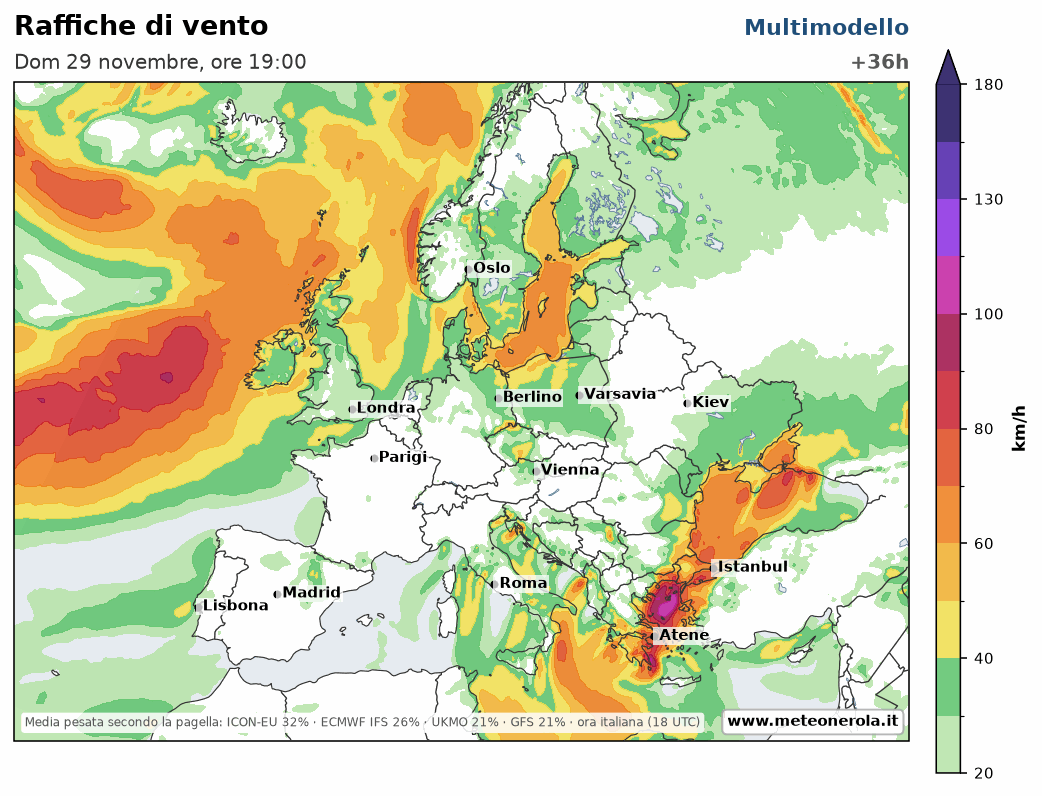 Raffiche di vento
Multimodello
Dom 29 novembre, ore 19:00
+36h
180
130
100
80
60
40
20
km/h
Oslo
Berlino
Varsavia
Kiev
Londra
Parigi
Vienna
Istanbul
Roma
Madrid
Lisbona
Atene
Media pesata secondo la pagella: ICON-EU 32% · ECMWF IFS 26% · UKMO 21% · GFS 21% · ora italiana (18 UTC)
www.meteonerola.it